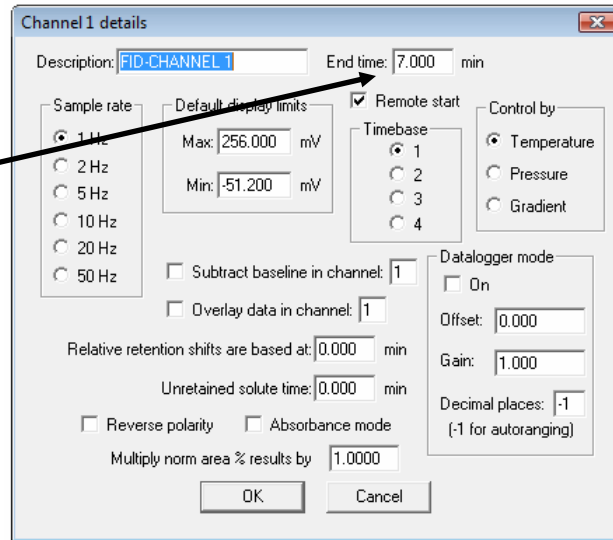 Channel 1 details
Description: FID-CHANNEL 1 End time: 7.000 min
Sample rate
1 Hz
2 Hz
5 Hz
10 Hz
20 Hz
50 Hz
Default display limits
Max: 256.000 mV
Min: -51.200 mV
Remote start
Timebase
1
2
3
4
Control by
Temperature
Pressure
Gradient
Subtract baseline in channel: 1
Overlay data in channel: 1
Relative retention shifts are based at: 0.000 min
Unretained solute time: 0.000 min
Reverse polarity Absorbance mode
Multiply norm area % results by 1.0000
Datalogger mode
On
Offset: 0.000
Gain: 1.000
Decimal places: -1
(-1 for autoranging)
OK Cancel